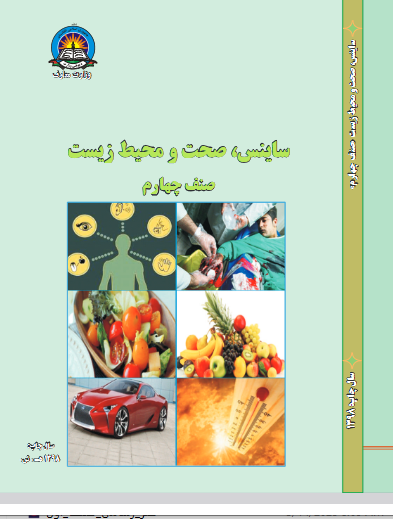 وزارت معارف
ساینس، صحت و محیط زیست
صنف چهارم
سال چاپ:
۱۳۹۸ هـ . ش.
ساینس، صحت و محیط زیست صنف چهارم
سال چاپ: ۱۳۹۸